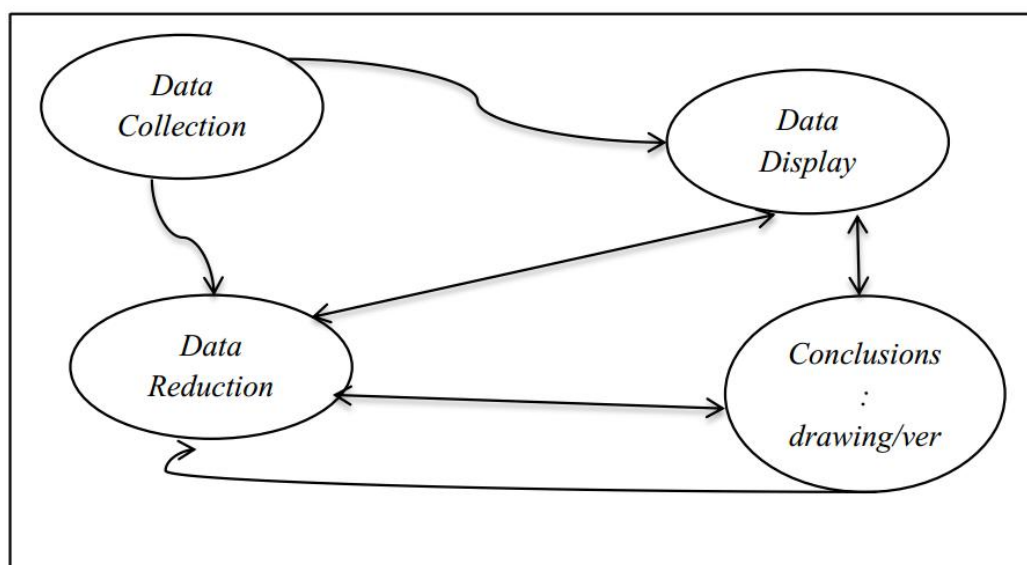 Data
Collection
Data
Display
Data
Reduction
Conclusions
:
drawing/ver